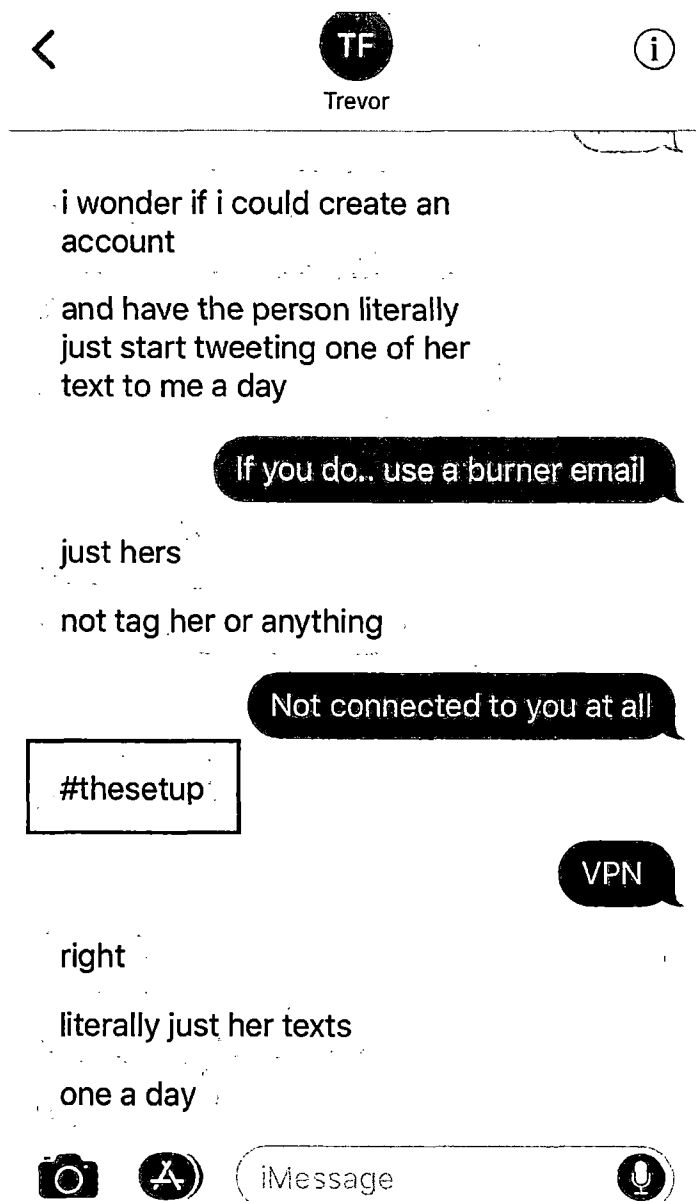 TF
Trevor
i wonder if i could create an
account
and have the person literally
just start tweeting one of her
text to me a day
If you do.. use a burner email
just hers
not tag her or anything
Not connected to you at all
#thesetup
VPN
right
literally just her texts
one a day
iMessage